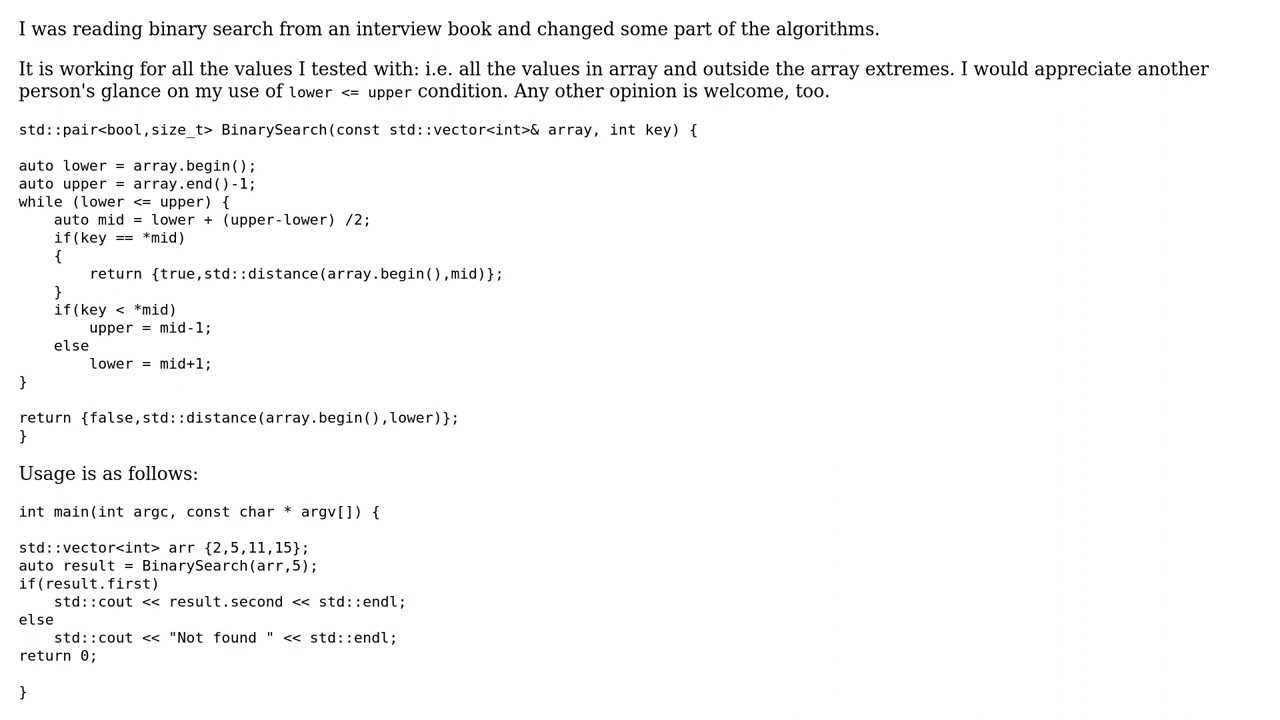 I was reading binary search from an interview book and changed some part of the algorithms.
It is working for all the values I tested with: i.e. all the values in array and outside the array extremes. I would appreciate another
person's glance on my use of lower <= upper condition. Any other opinion is welcome, too.
std::pair<bool,size_t> BinarySearch(const std::vector<int>& array, int key) {
auto lower = array.begin();
auto upper = array.end()-1;
while (lower <= upper) {
    auto mid = lower + (upper-lower) /2;
    if(key == *mid)
    {
        return {true,std::distance(array.begin(),mid)};
    }
    if(key < *mid)
        upper = mid-1;
    else
        lower = mid+1;
}
return {false,std::distance(array.begin(),lower)};
}
Usage is as follows:
int main(int argc, const char * argv[]) {
std::vector<int> arr {2,5,11,15};
auto result = BinarySearch(arr,5);
if(result.first)
    std::cout << result.second << std::endl;
else
    std::cout << "Not found " << std::endl;
return 0;
}